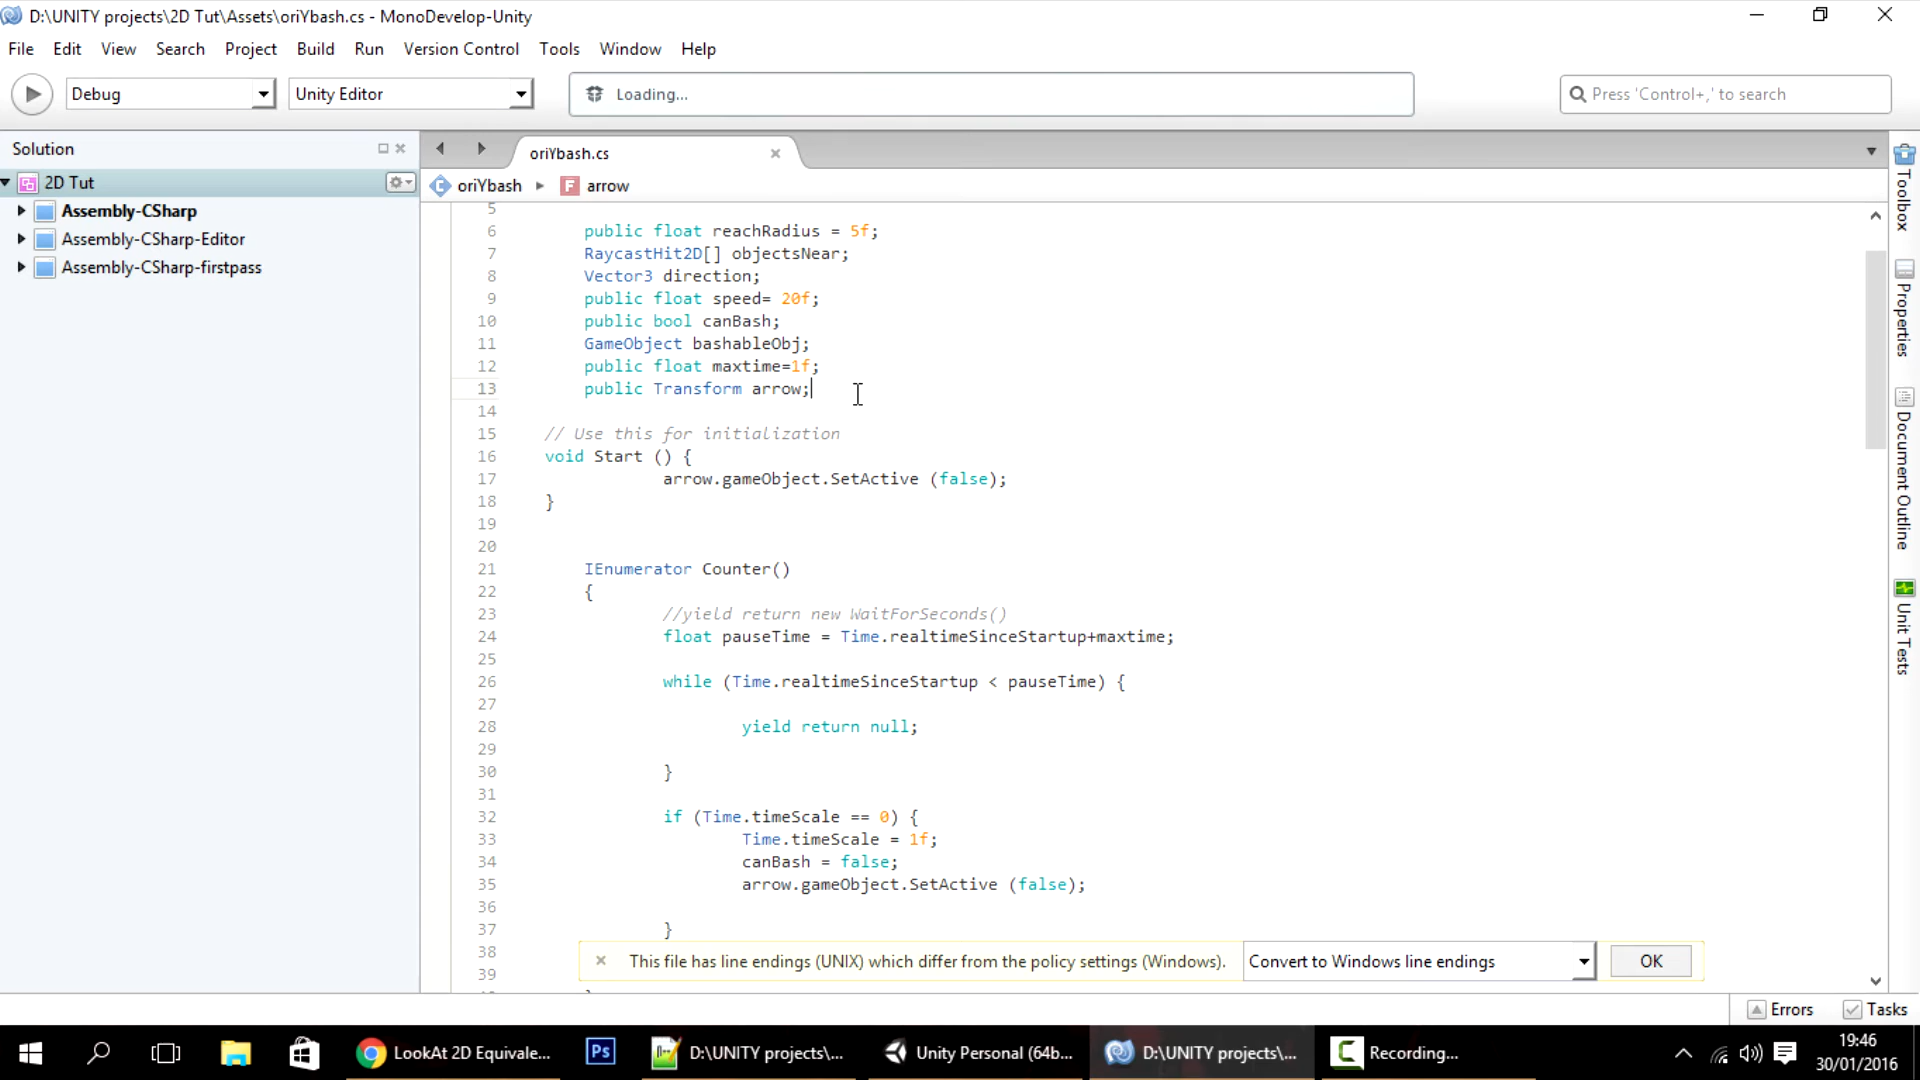 D:\UNITY projects\2D Tut\Assets\oriYbash.cs - MonoDevelop-Unity
File Edit View Search Project Build Run Version Control Tools Window Help
Debug Unity Editor Loading... Press 'Control+,' to search
Solution
2D Tut
Assembly-CSharp
Assembly-CSharp-Editor
Assembly-CSharp-firstpass
oriYbash.cs
oriYbash arrow
5
6 public float reachRadius = 5f;
7 RaycastHit2D[] objectsNear;
8 Vector3 direction;
9 public float speed= 20f;
10 public bool canBash;
11 GameObject bashableObj;
12 public float maxtime=1f;
13 public Transform arrow;
14
15 // Use this for initialization
16 void Start () {
17 arrow.gameObject.SetActive (false);
18 }
19
20
21 IEnumerator Counter()
22 {
23 //yield return new WaitForSeconds()
24 float pauseTime = Time.realtimeSinceStartup+maxtime;
25
26 while (Time.realtimeSinceStartup < pauseTime) {
27
28 yield return null;
29
30 }
31
32 if (Time.timeScale == 0) {
33 Time.timeScale = 1f;
34 canBash = false;
35 arrow.gameObject.SetActive (false);
36
37 }
38
39
This file has line endings (UNIX) which differ from the policy settings (Windows). Convert to Windows line endings OK
Toolbox
Properties
Document Outline
Unit Tests
Errors Tasks
LookAt 2D Equivale... Ps D:\UNITY projects\... Unity Personal (64b... D:\UNITY projects\... Recording...
19:46
30/01/2016